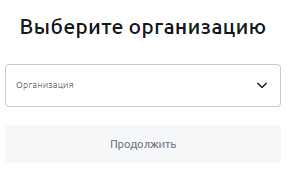 Выберите организацию
Организация
Продолжить